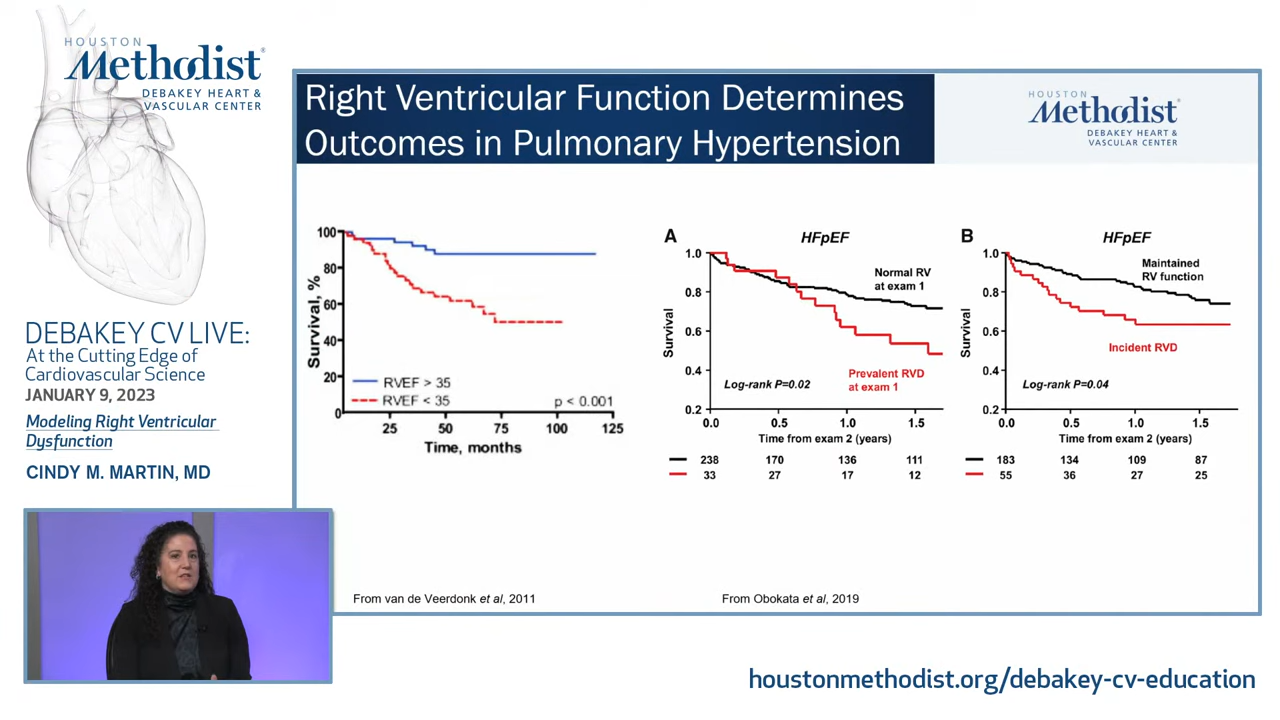 HOUSTON
Methodist®
DEBAKEY HEART &
VASCULAR CENTER
DEBAKEY CV LIVE:
At the Cutting Edge of
Cardiovascular Science
JANUARY 9, 2023
Modeling Right Ventricular
Dysfunction
CINDY M. MARTIN, MD
Right Ventricular Function Determines
Outcomes in Pulmonary Hypertension
HOUSTON
Methodist®
DEBAKEY HEART &
VASCULAR CENTER
Survival, %
100
80
60
40
20
0
RVEF > 35
RVEF < 35
p < 0.001
25 50 75 100 125
Time, months
From van de Veerdonk et al, 2011
A
HFpEF
Survival
1.0
0.8
0.6
0.4
0.2
Normal RV
at exam 1
Prevalent RVD
at exam 1
Log-rank P=0.02
0.0 0.5 1.0 1.5
Time from exam 2 (years)
238 170 136 111
33 27 17 12
B
HFpEF
Survival
1.0
0.8
0.6
0.4
0.2
Maintained
RV function
Incident RVD
Log-rank P=0.04
0.0 0.5 1.0 1.5
Time from exam 2 (years)
183 134 109 87
55 36 27 25
From Obokata et al, 2019
houstonmethodist.org/debakey-cv-education